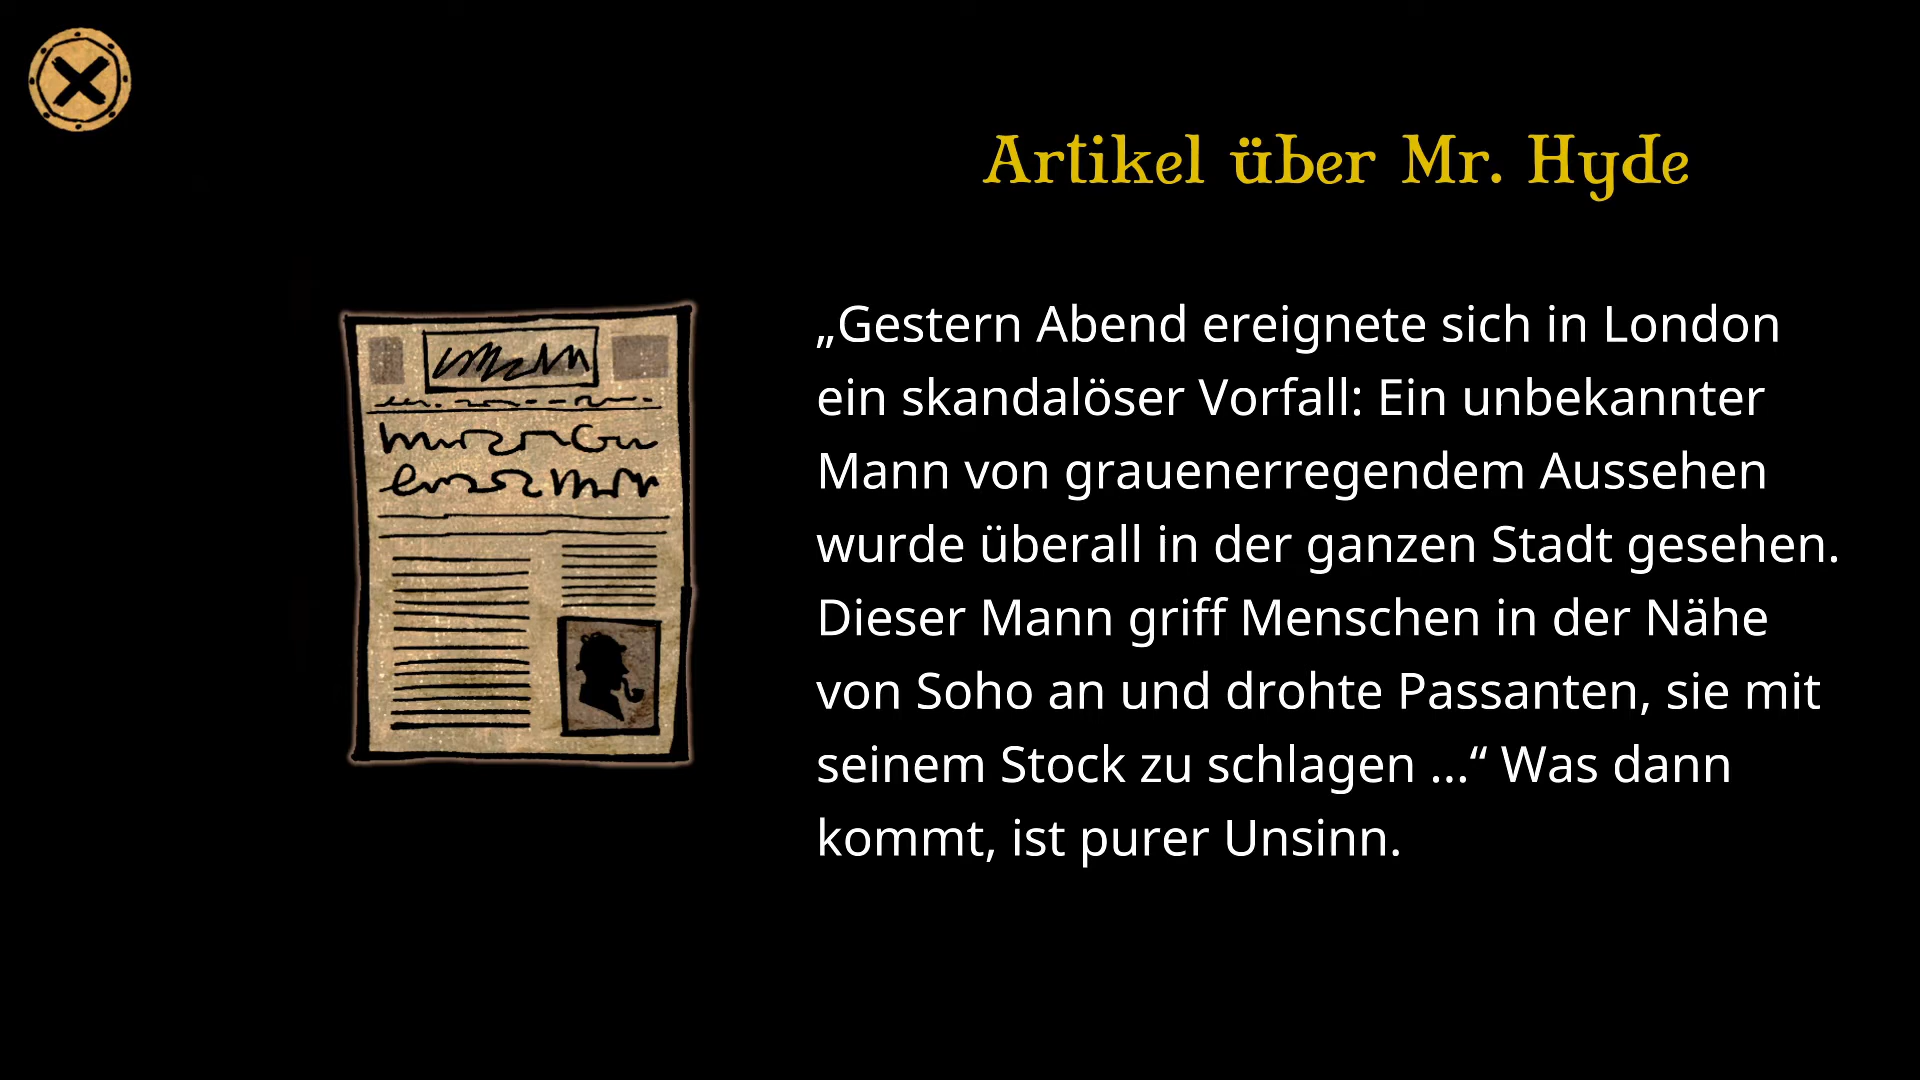 Artikel über Mr. Hyde
„Gestern Abend ereignete sich in London
ein skandalöser Vorfall: Ein unbekannter
Mann von grauenerregendem Aussehen
wurde überall in der ganzen Stadt gesehen.
Dieser Mann griff Menschen in der Nähe
von Soho an und drohte Passanten, sie mit
seinem Stock zu schlagen ...“ Was dann
kommt, ist purer Unsinn.